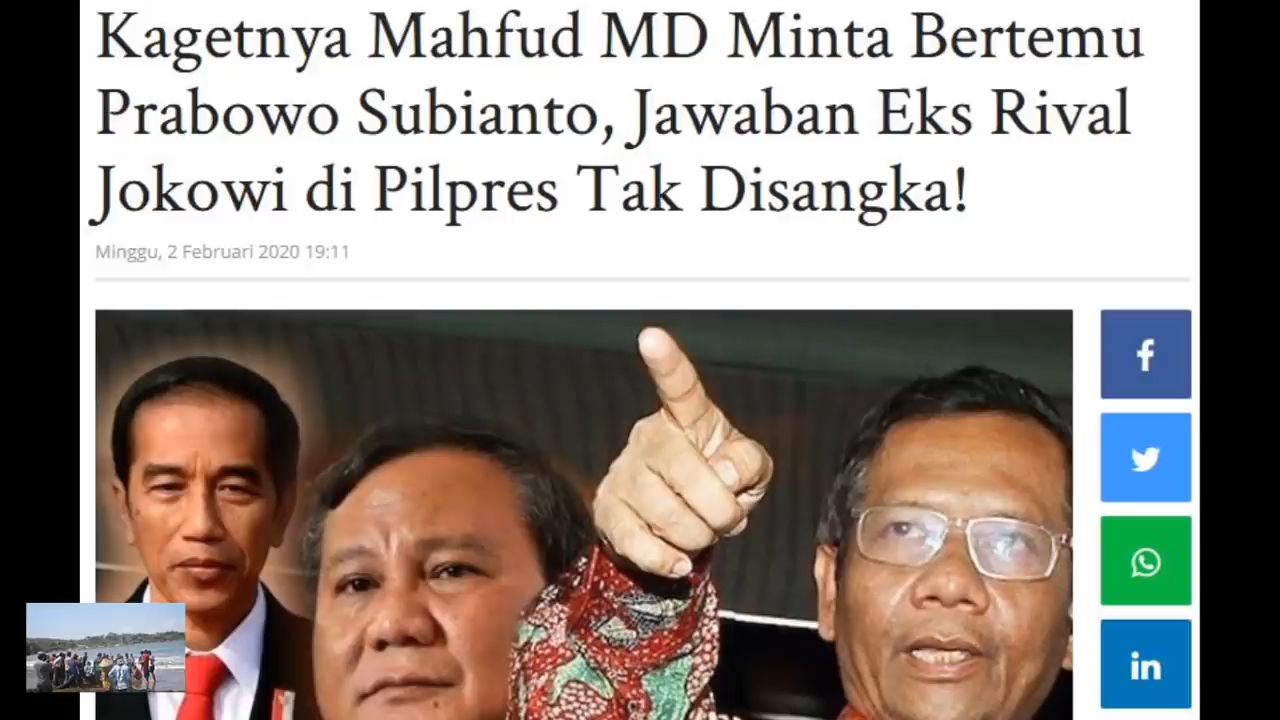 Kagetnya Mahfud MD Minta Bertemu
Prabowo Subianto, Jawaban Eks Rival
Jokowi di Pilpres Tak Disangka!
Minggu, 2 Februari 2020 19:11